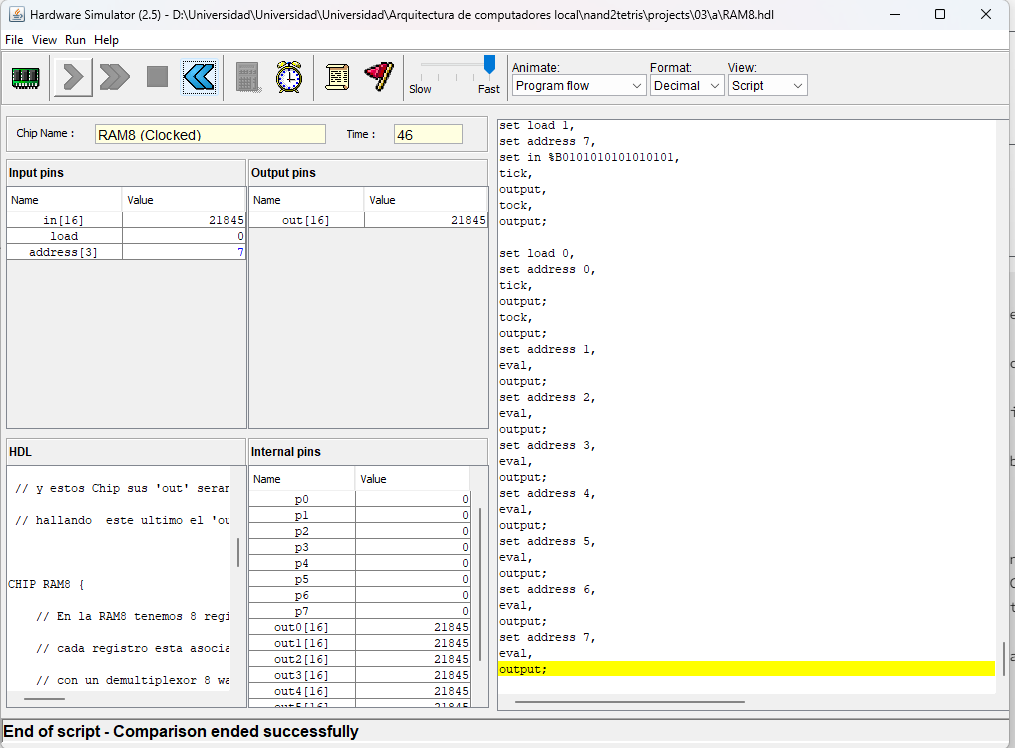 Hardware Simulator (2.5) - D:\Universidad\Universidad\Universidad\Arquitectura de computadores local\nand2tetris\projects\03\a\RAM8.hdl
File View Run Help
Slow Fast
Animate: Format: View:
Program flow Decimal Script
Chip Name : RAM8 (Clocked) Time : 46
Input pins
Name Value
in[16] 21845
load 0
address[3] 7
Output pins
Name Value
out[16] 21845
HDL
// y estos Chip sus 'out' seran
// hallando este ultimo el 'ou
CHIP RAM8 {
// En la RAM8 tenemos 8 regi
// cada registro esta asocia
// con un demultiplexor 8 wa
Internal pins
Name Value
p0 0
p1 0
p2 0
p3 0
p4 0
p5 0
p6 0
p7 0
out0[16] 21845
out1[16] 21845
out2[16] 21845
out3[16] 21845
out4[16] 21845
out5[16] 21845
set load 1,
set address 7,
set in %B0101010101010101,
tick,
output,
tock,
output;
set load 0,
set address 0,
tick,
output;
tock,
output;
set address 1,
eval,
output;
set address 2,
eval,
output;
set address 3,
eval,
output;
set address 4,
eval,
output;
set address 5,
eval,
output;
set address 6,
eval,
output;
set address 7,
eval,
output;
End of script - Comparison ended successfully